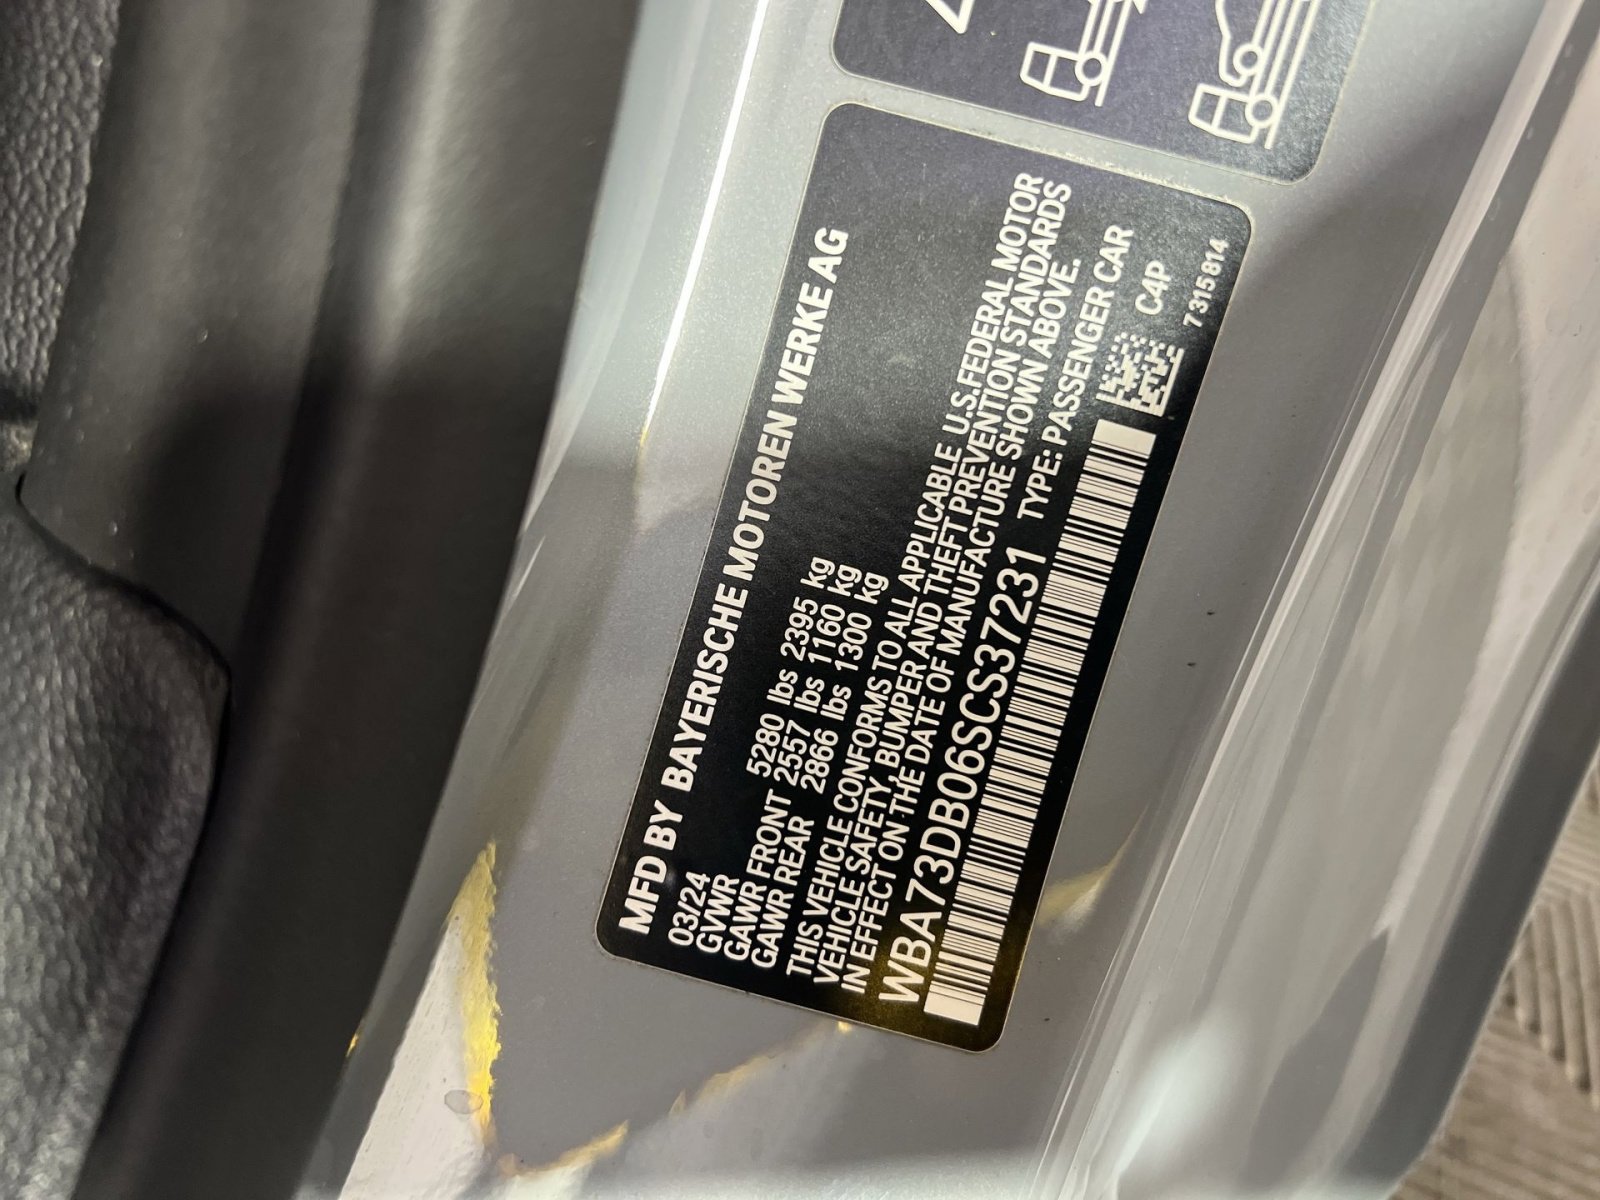 MFD BY BAYERISCHE MOTOREN WERKE AG
03/24
GVWR 5280 lbs 2395 kg
GAWR FRONT 2557 lbs 1160 kg
GAWR REAR 2866 lbs 1300 kg
THIS VEHICLE CONFORMS TO ALL APPLICABLE U.S.FEDERAL MOTOR
VEHICLE SAFETY, BUMPER AND THEFT PREVENTION STANDARDS
IN EFFECT ON THE DATE OF MANUFACTURE SHOWN ABOVE.
WBA73DB06SCS37231 TYPE: PASSENGER CAR
C4P
7315814